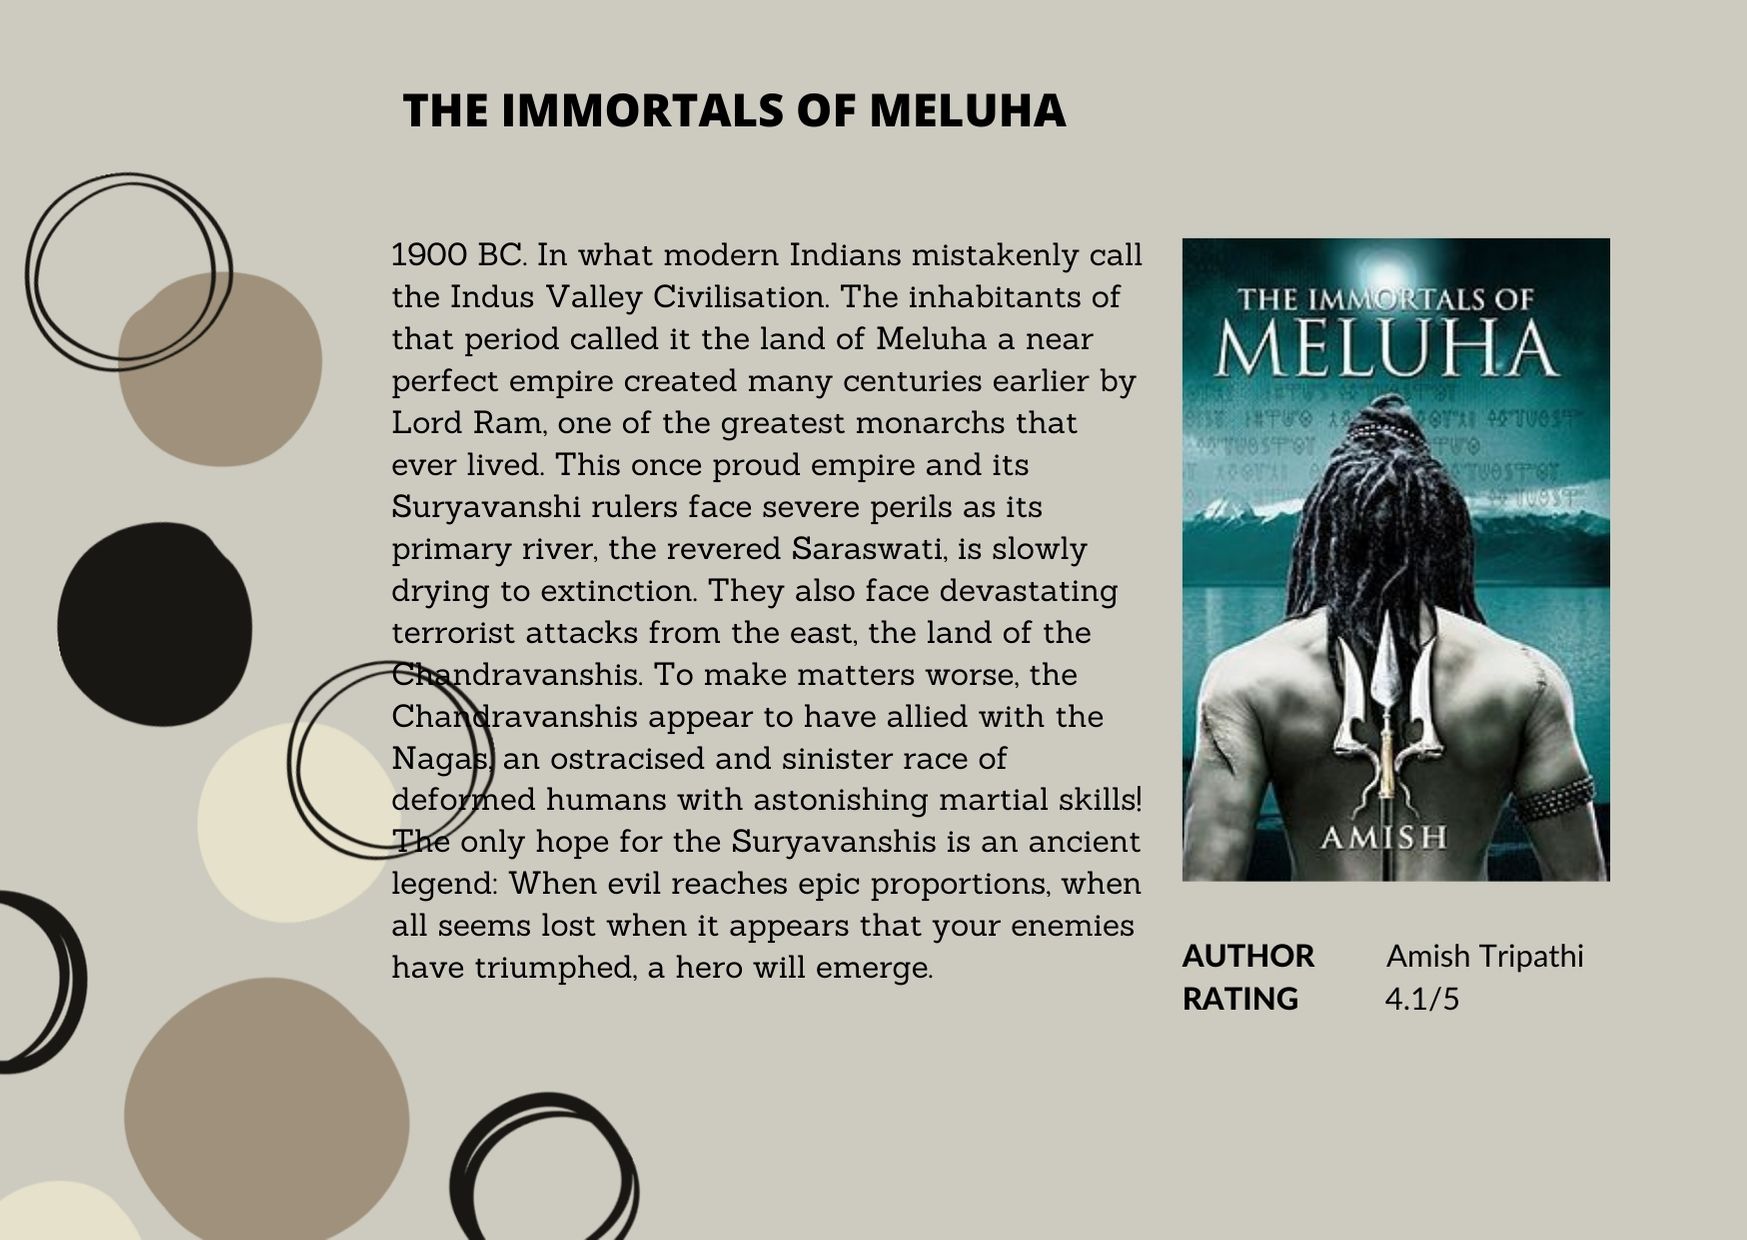 THE IMMORTALS OF MELUHA
1900 BC. In what modern Indians mistakenly call
the Indus Valley Civilisation. The inhabitants of
that period called it the land of Meluha a near
perfect empire created many centuries earlier by
Lord Ram, one of the greatest monarchs that
ever lived. This once proud empire and its
Suryavanshi rulers face severe perils as its
primary river, the revered Saraswati, is slowly
drying to extinction. They also face devastating
terrorist attacks from the east, the land of the
Chandravanshis. To make matters worse, the
Chandravanshis appear to have allied with the
Nagas, an ostracised and sinister race of
deformed humans with astonishing martial skills!
The only hope for the Suryavanshis is an ancient
legend: When evil reaches epic proportions, when
all seems lost when it appears that your enemies
have triumphed, a hero will emerge.
THE IMMORTALS OF
MELUHA
AMISH
AUTHOR Amish Tripathi
RATING 4.1/5